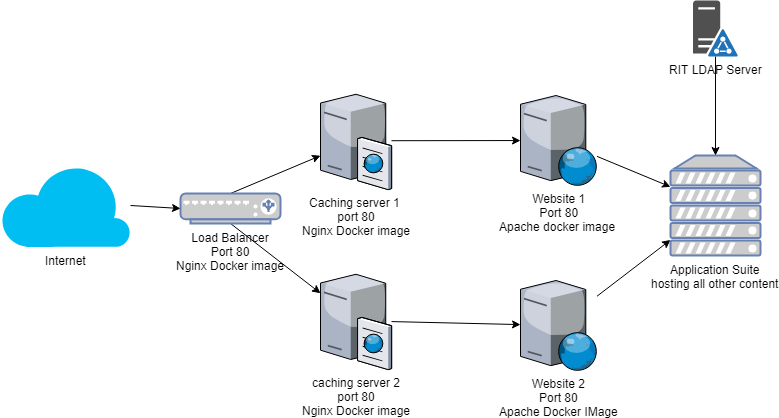 RIT LDAP Server
Caching server 1
port 80
Nginx Docker image
Website 1
Port 80
Apache docker image
Internet
Load Balancer
Port 80
Nginx Docker image
Application Suite
hosting all other content
caching server 2
port 80
Nginx Docker image
Website 2
Port 80
Apache Docker IMage